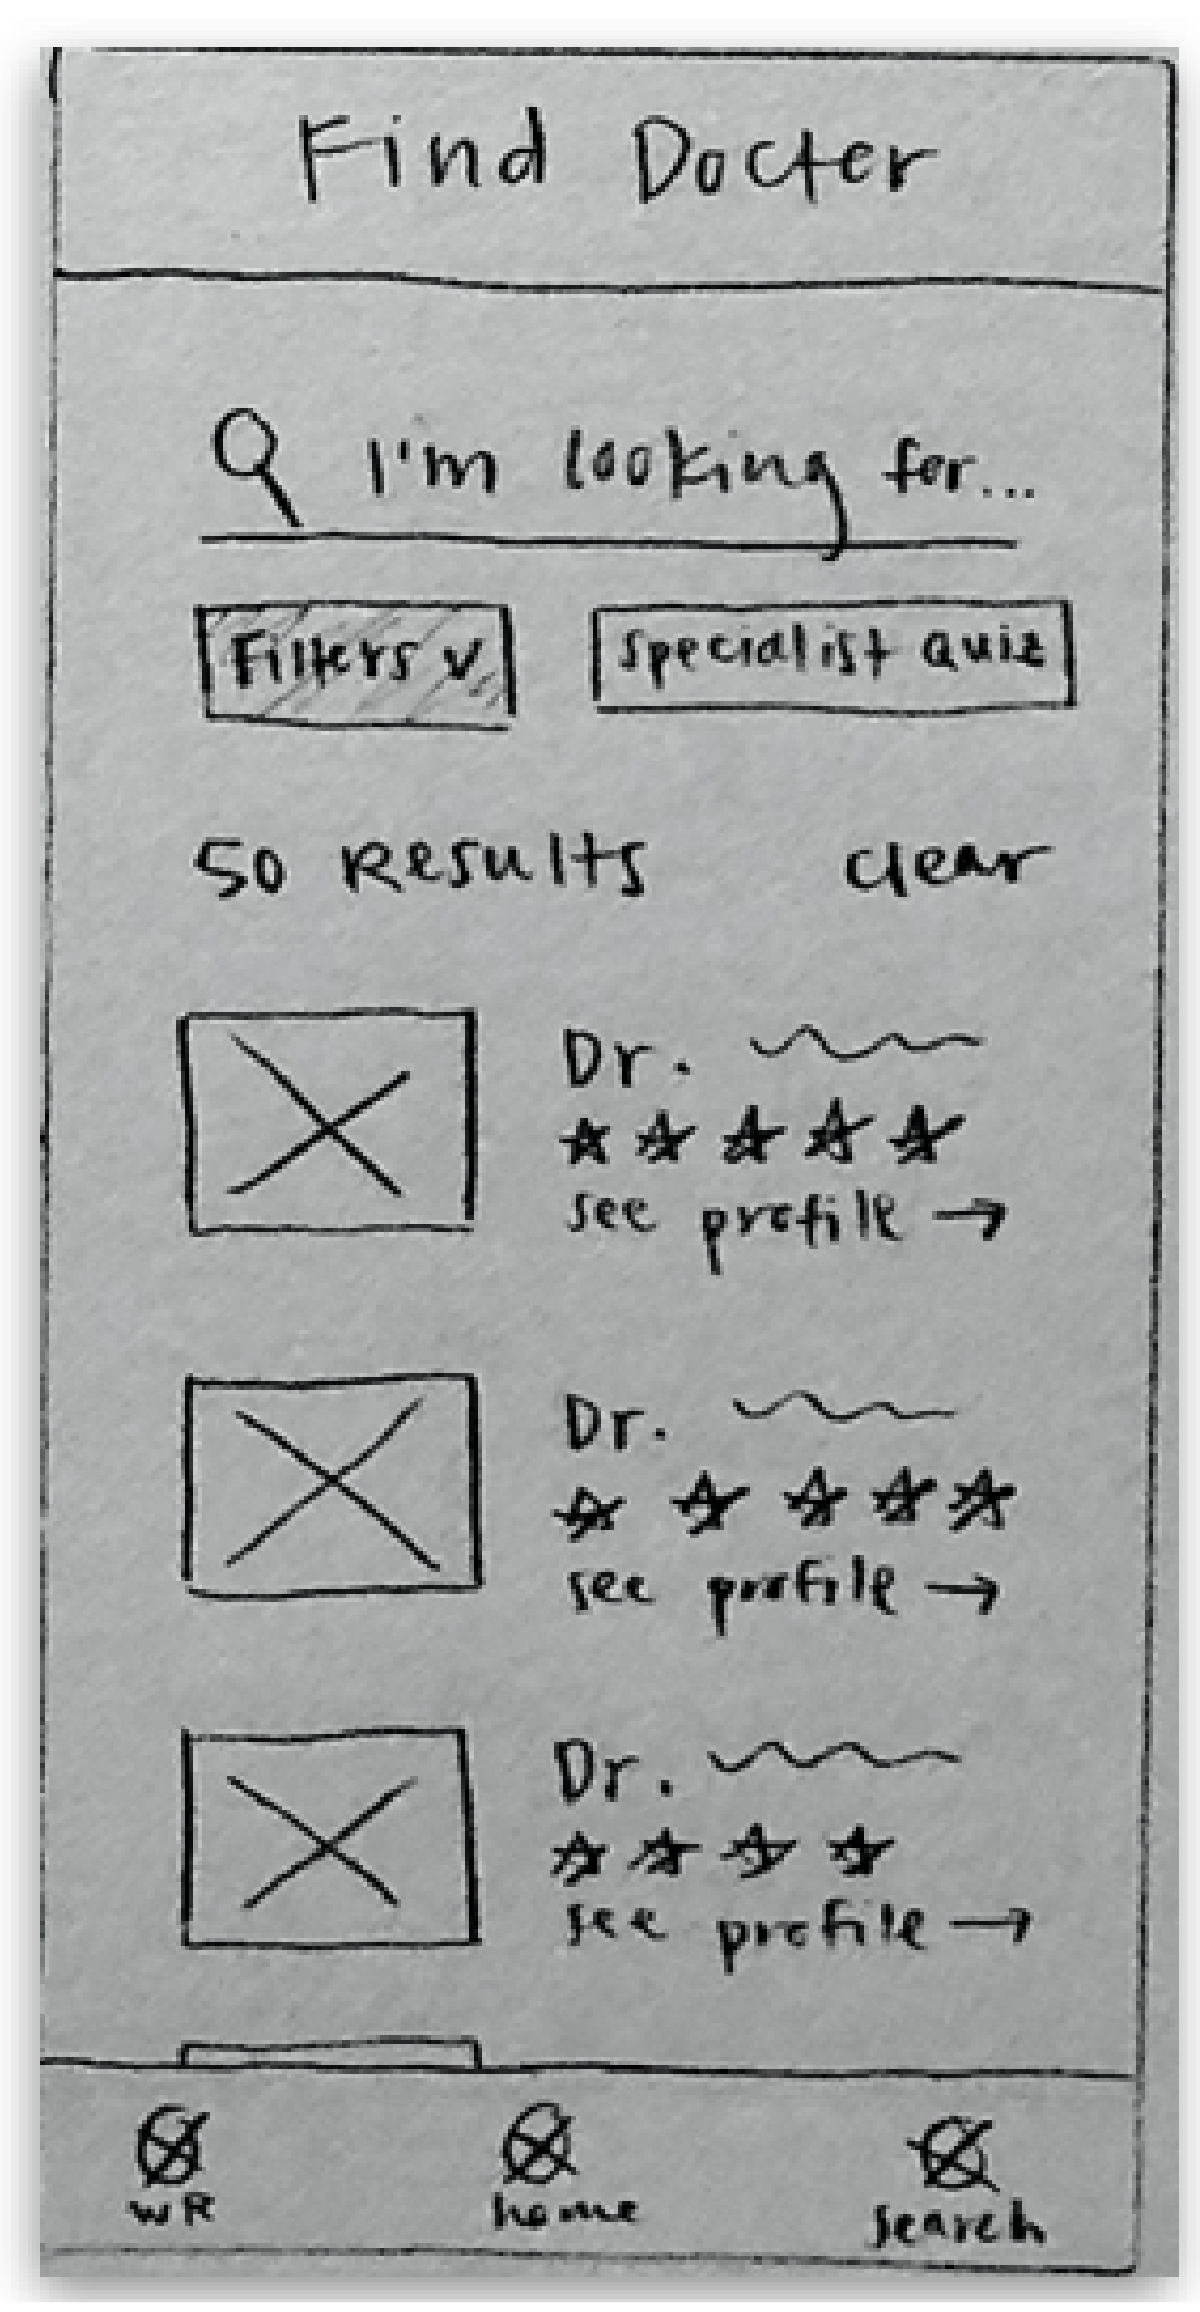 Find Docter
I'm looking for...
Filters Specialist Quiz
50 Results clear
Dr.
see profile →
Dr.
see profile →
Dr.
see profile →
WR home search